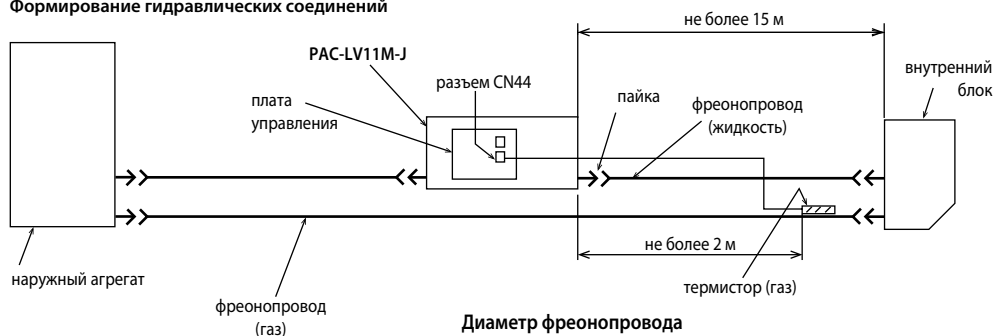 Формирование гидравлических соединений
не более 15 м
PAC-LV11M-J
разъем CN44
плата
управления
пайка
фреонопровод
(жидкость)
внутренний
блок
не более 2 м
наружный агрегат
термистор (газ)
фреонопровод
(газ)
Диаметр фреонопровода